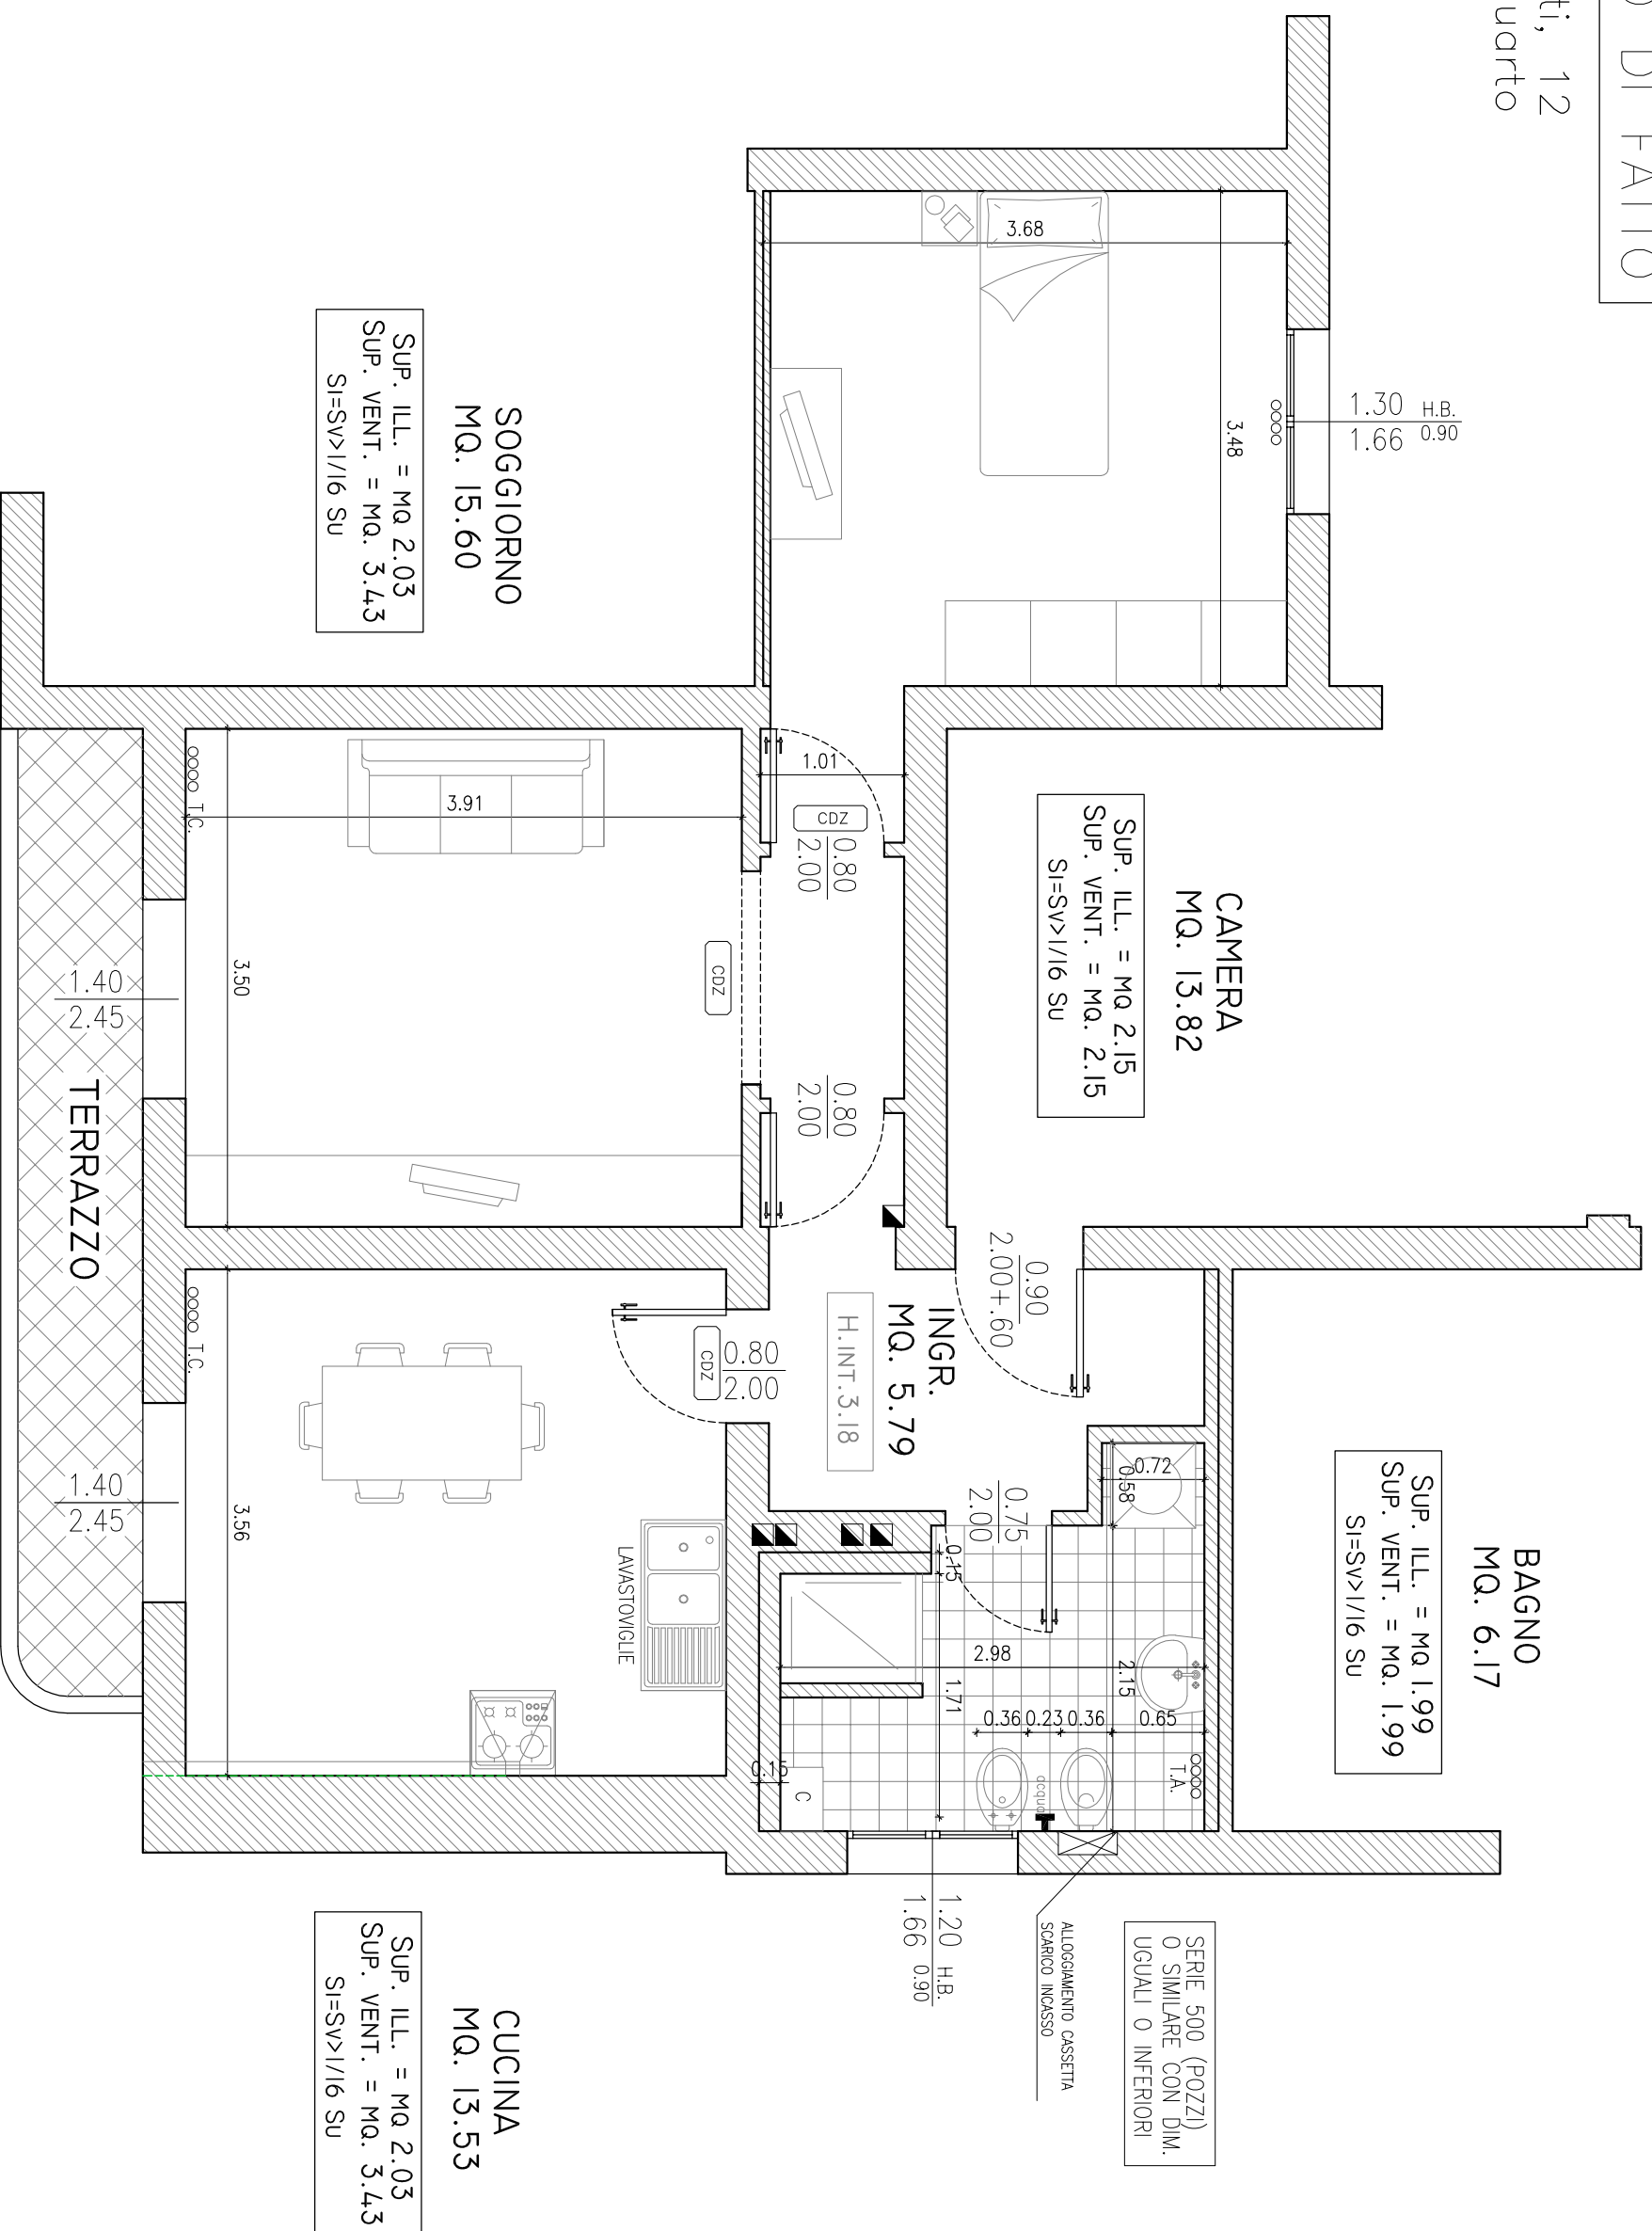 DI FATTO
12
BAGNO
MQ. 6.17
SUP. ILL. = MQ 1.99
SUP. VENT. = MQ. 1.99
SI=SV>1/16 SU
1.30 H.B.
1.66 0.90
CAMERA
MQ. 13.82
SUP. ILL. = MQ 2.15
SUP. VENT. = MQ. 2.15
SI=SV>1/16 SU
SERIE 500 (POZZI)
O SIMILARE CON DIM.
UGUALI O INFERIORI
ALLOGGIAMENTO CASSETTA
SCARICO INCASSO
3.48
3.68
0.72
0.58
T.A.
2.15
0.65
0.36
0.23
0.36
acqua
0.90
2.00+.60
0.75
2.00
2.98
0.15
1.71
1.20 H.B.
1.66 0.90
INGR.
MQ. 5.79
H.INT.3.18
1.01
CDZ
0.80
2.00
0.80
2.00
C
0.15
CDZ
0.80
2.00
CDZ
LAVASTOVIGLIE
SOGGIORNO
MQ. 15.60
SUP. ILL. = MQ 2.03
SUP. VENT. = MQ. 3.43
SI=SV>1/16 SU
CUCINA
MQ. 13.53
SUP. ILL. = MQ 2.03
SUP. VENT. = MQ. 3.43
SI=SV>1/16 SU
3.91
3.50
3.56
T.C.
T.C.
1.40
2.45
TERRAZZO
1.40
2.45